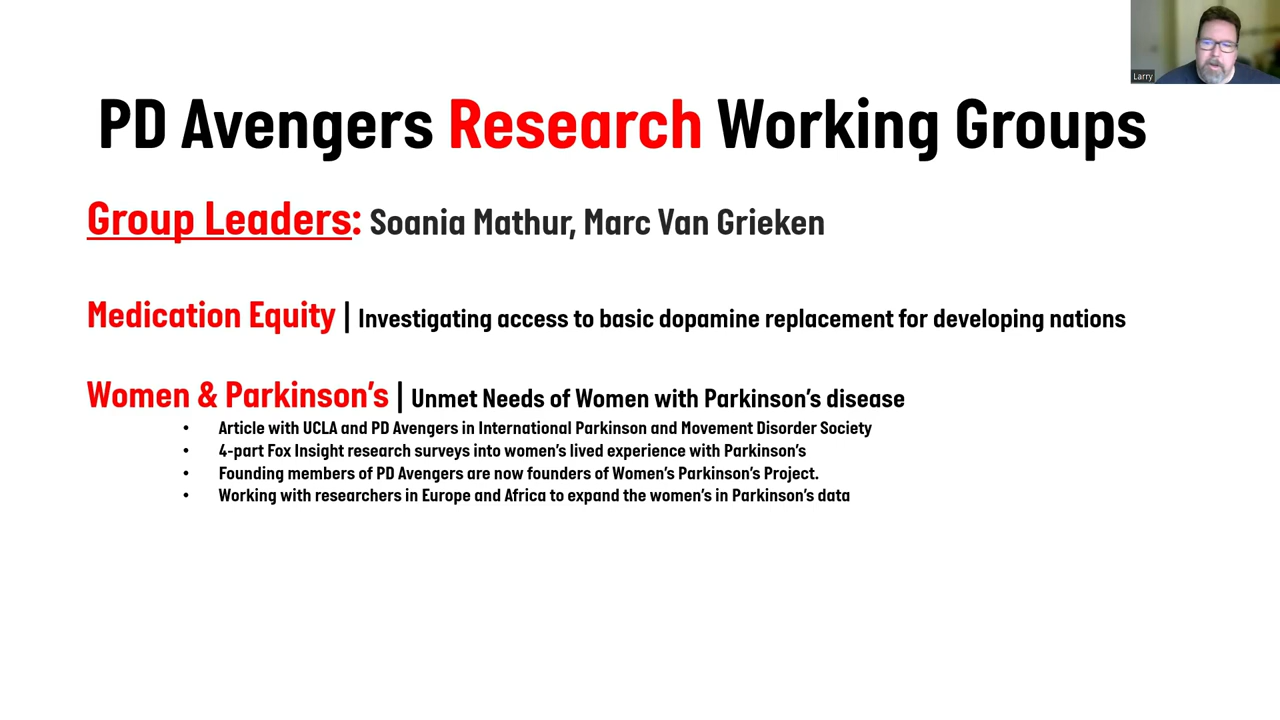 Larry
PD Avengers Research Working Groups
Group Leaders: Soania Mathur, Marc Van Grieken
Medication Equity | Investigating access to basic dopamine replacement for developing nations
Women & Parkinson's | Unmet Needs of Women with Parkinson's disease
• Article with UCLA and PD Avengers in International Parkinson and Movement Disorder Society
• 4-part Fox Insight research surveys into women's lived experience with Parkinson's
• Founding members of PD Avengers are now founders of Women's Parkinson's Project.
• Working with researchers in Europe and Africa to expand the women's in Parkinson's data